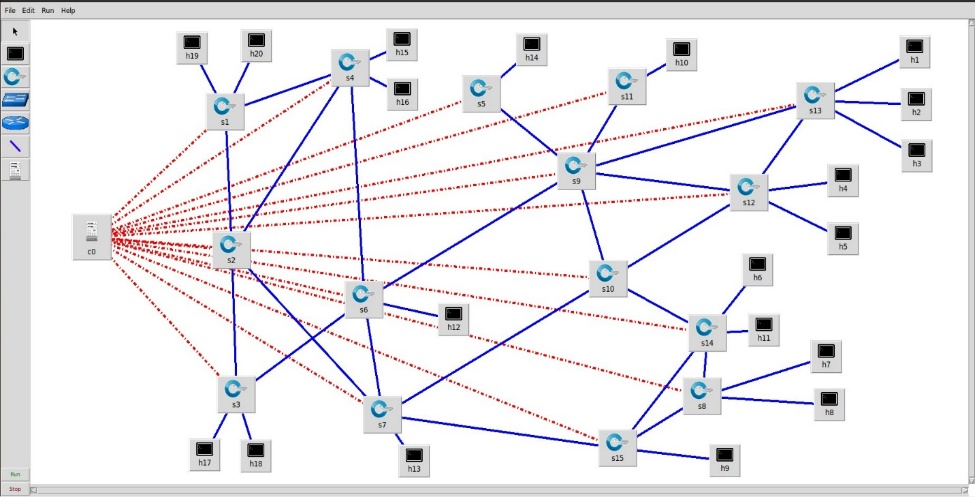 File Edit Run Help
h19
h20
s4
h15
h16
h14
s5
s11
h10
s13
h1
h2
h3
s1
s9
s12
h4
h5
c0
s2
s6
h12
s10
h6
s14
h11
h7
s8
h8
s3
s7
h17
h18
h13
s15
h9
Run
Stop